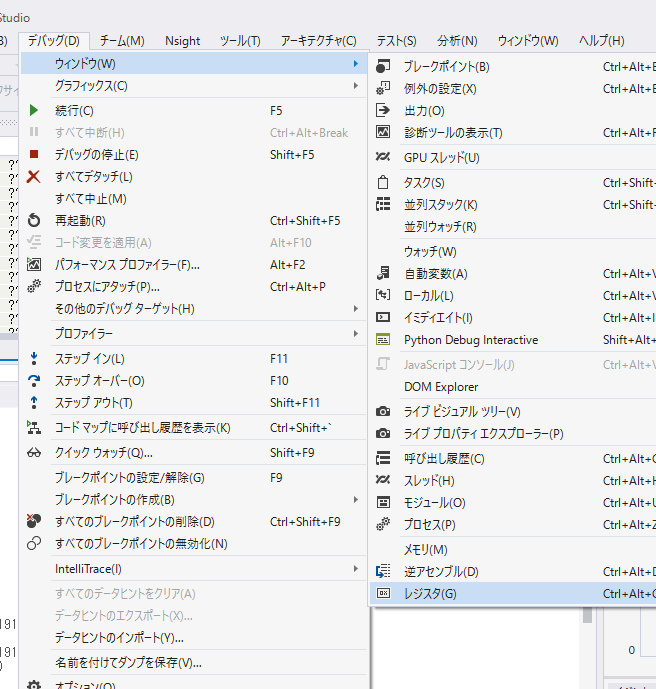 Studio
デバッグ(D) チーム(M) Nsight ツール(T) アーキテクチャ(C) テスト(S) 分析(N) ウィンドウ(W) ヘルプ(H)
ウィンドウ(W)
グラフィックス(C)
続行(C) F5
すべて中断(H) Ctrl+Alt+Break
デバッグの停止(E) Shift+F5
すべてデタッチ(L)
すべて中止(M)
再起動(R) Ctrl+Shift+F5
コード変更を適用(A) Alt+F10
パフォーマンス プロファイラー(F)... Alt+F2
プロセスにアタッチ(P)... Ctrl+Alt+P
その他のデバッグ ターゲット(H)
プロファイラー
ステップ イン(L) F11
ステップ オーバー(O) F10
ステップ アウト(T) Shift+F11
コード マップに呼び出し履歴を表示(K) Ctrl+Shift+`
クイック ウォッチ(Q)... Shift+F9
ブレークポイントの設定/解除(G) F9
ブレークポイントの作成(B)
すべてのブレークポイントの削除(D) Ctrl+Shift+F9
すべてのブレークポイントの無効化(N)
IntelliTrace(I)
すべてのデータヒントをクリア(A)
データヒントのエクスポート(X)...
データヒントのインポート(Y)...
名前を付けてダンプを保存(V)...
オプション(O)
ブレークポイント(B) Ctrl+Alt+
例外の設定(X) Ctrl+Alt+
出力(O)
診断ツールの表示(T) Ctrl+Alt+
GPU スレッド(U)
タスク(S) Ctrl+Shift
並列スタック(K) Ctrl+Shift
並列ウォッチ(R)
ウォッチ(W)
自動変数(A) Ctrl+Alt+
ローカル(L) Ctrl+Alt+
イミディエイト(I) Ctrl+Alt+I
Python Debug Interactive Shift+Alt+
JavaScript コンソール(J) Ctrl+Alt+
DOM Explorer
ライブ ビジュアル ツリー(V)
ライブ プロパティ エクスプローラー(P)
呼び出し履歴(C) Ctrl+Alt+
スレッド(H) Ctrl+Alt+
モジュール(O) Ctrl+Alt+
プロセス(P) Ctrl+Alt+Z
メモリ(M)
逆アセンブル(D) Ctrl+Alt+
レジスタ(G) Ctrl+Alt+
0